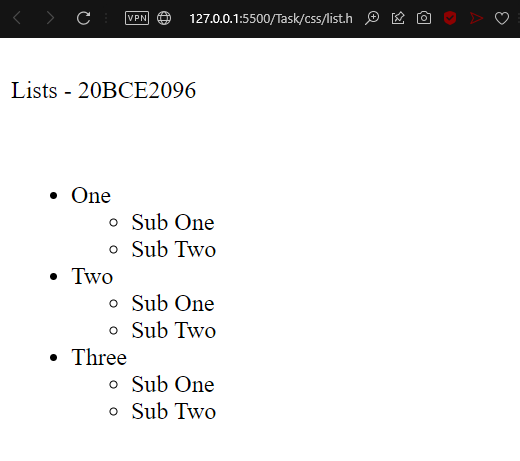 VPN 127.0.0.1:5500/Task/css/list.h
Lists - 20BCE2096
One
Sub One
Sub Two
Two
Sub One
Sub Two
Three
Sub One
Sub Two